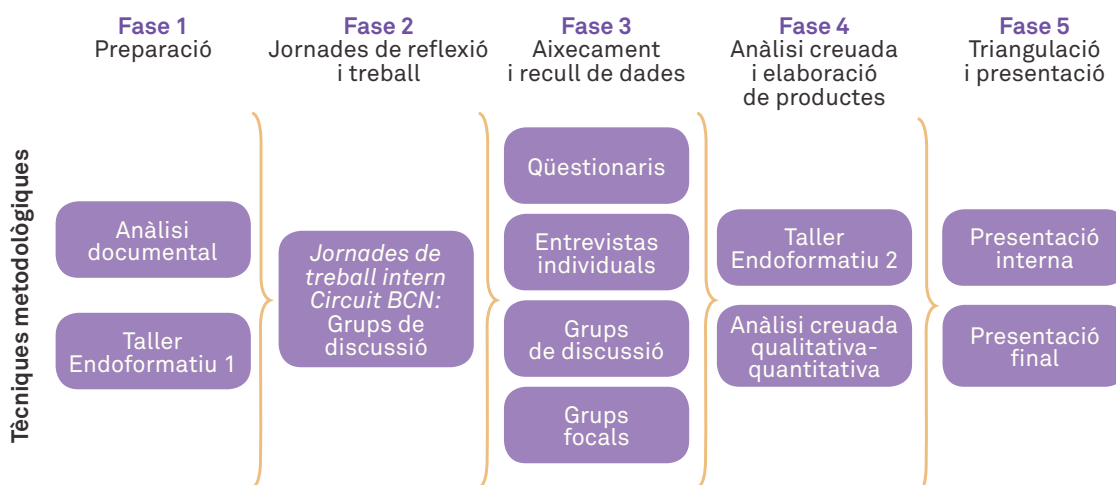 Fase 1
Preparació
Fase 2
Jornades de reflexió
i treball
Fase 3
Aixecament
i recull de dades
Fase 4
Anàlisi creuada
i elaboració
de productes
Fase 5
Triangulació
i presentació
Tècniques metodològiques
Anàlisi
documental
Taller
Endoformatiu 1
Jornades de
treball intern
Circuit BCN:
Grups de
discussió
Qüestionaris
Entrevistas
individuals
Grups
de discussió
Grups
focals
Taller
Endoformatiu 2
Anàlisi creuada
qualitativa-
quantitativa
Presentació
interna
Presentació
final